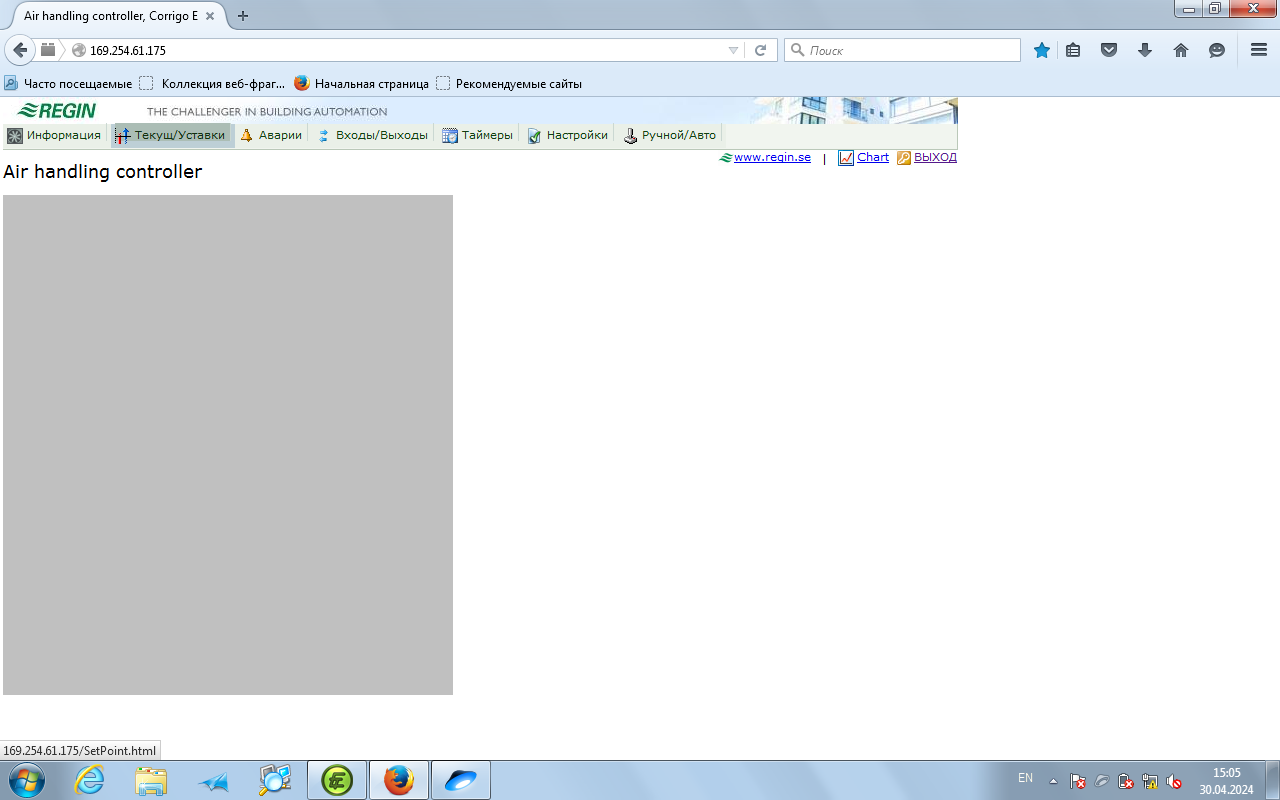 Air handling controller, Corrigo E
169.254.61.175
Поиск
Часто посещаемые Коллекция веб-фраг... Начальная страница Рекомендуемые сайты
REGIN THE CHALLENGER IN BUILDING AUTOMATION
Информация Текущ/Уставки Аварии Входы/Выходы Таймеры Настройки Ручной/Авто
www.regin.se | Chart ВЫХОД
Air handling controller
169.254.61.175/SetPoint.html
EN 15:05
30.04.2024